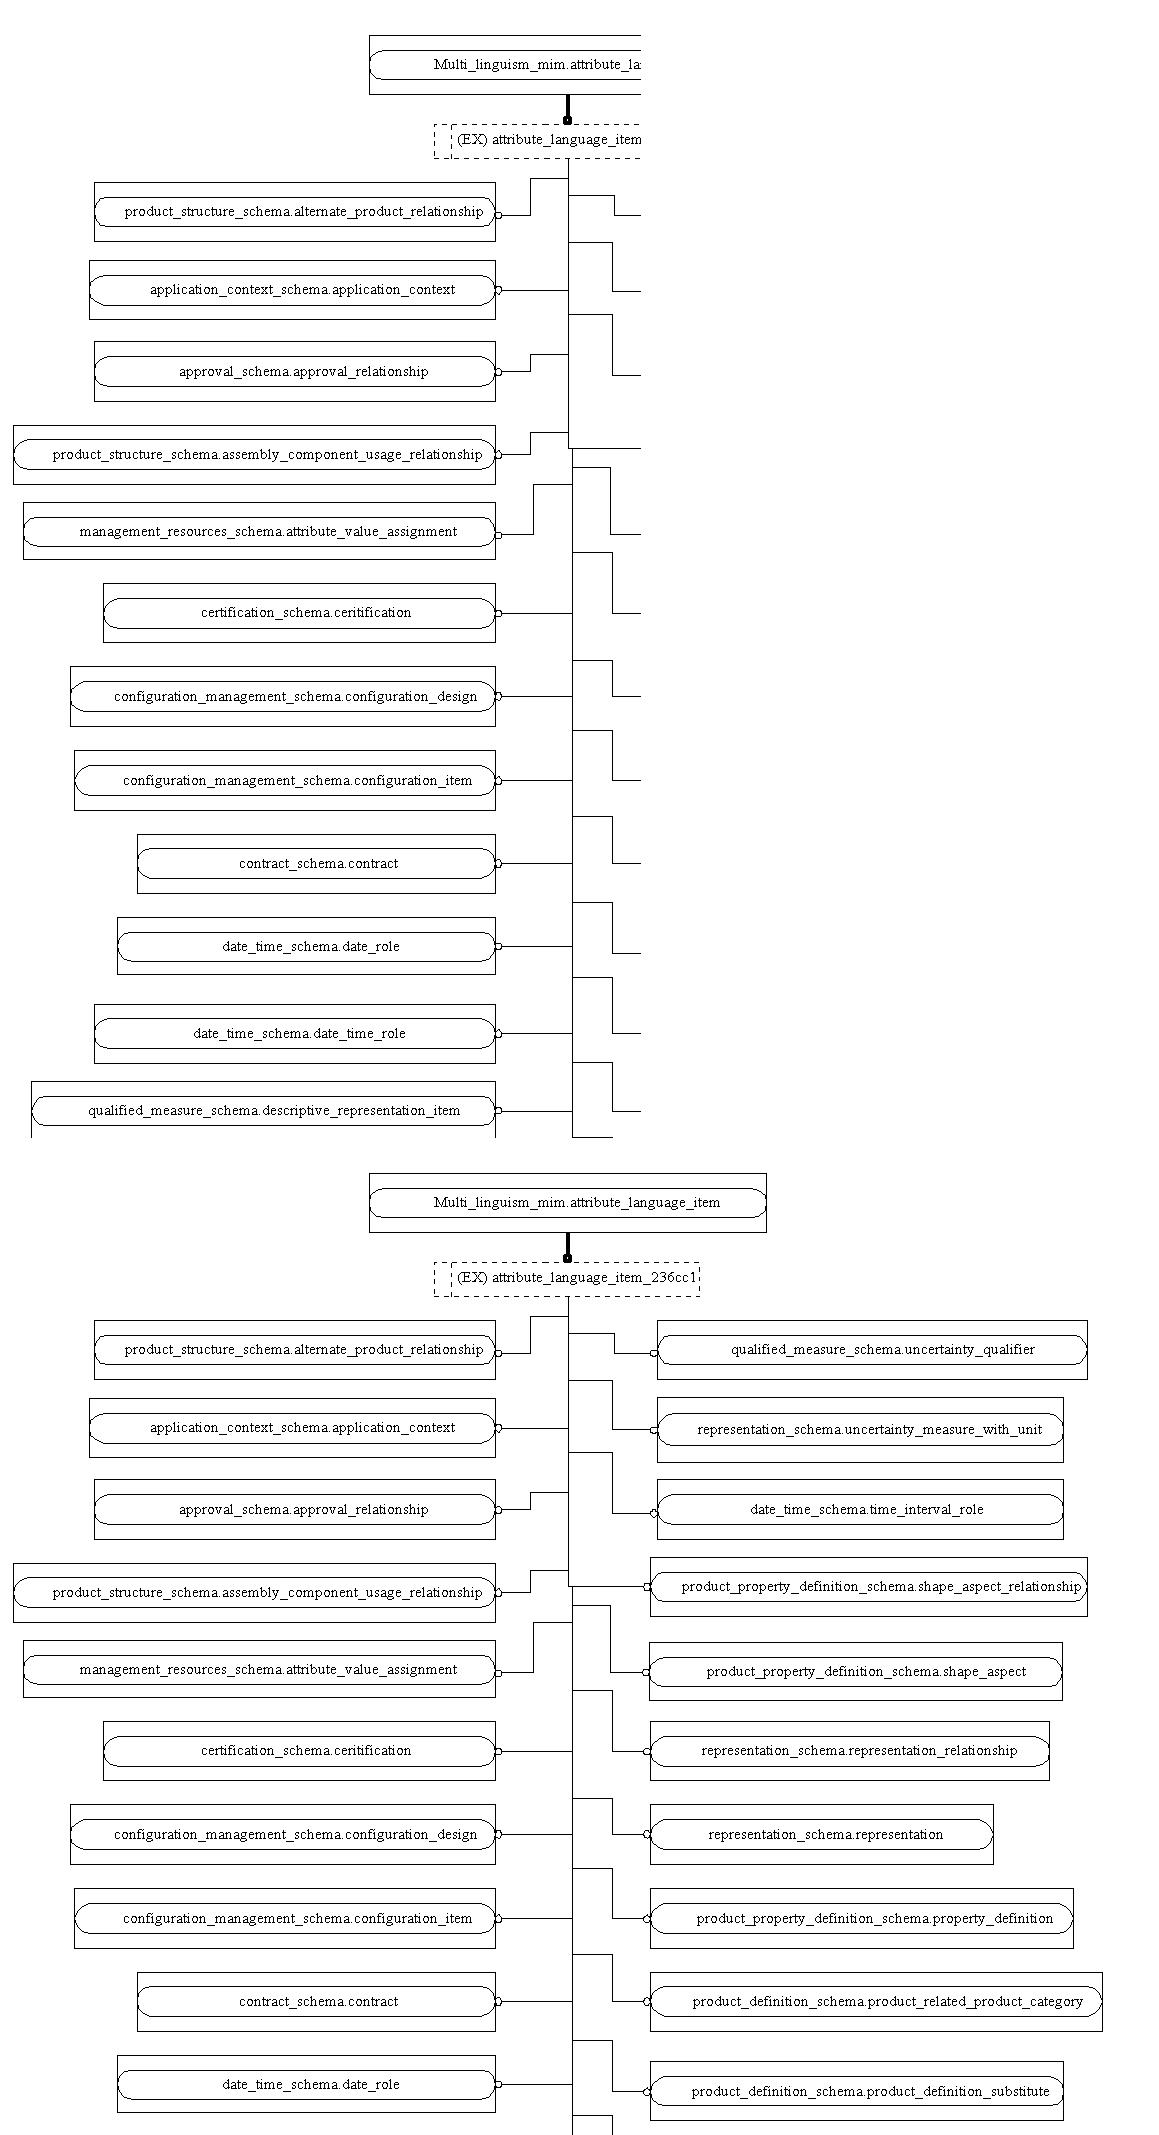 Multi_linguism_mim.attribute_la
(EX) attribute_language_item
product_structure_schema.alternate_product_relationship
application_context_schema.application_context
approval_schema.approval_relationship
product_structure_schema.assembly_component_usage_relationship
management_resources_schema.attribute_value_assignment
certification_schema.ceritification
configuration_management_schema.configuration_design
configuration_management_schema.configuration_item
contract_schema.contract
date_time_schema.date_role
date_time_schema.date_time_role
qualified_measure_schema.descriptive_representation_item
Multi_linguism_mim.attribute_language_item
(EX) attribute_language_item_236cc1
product_structure_schema.alternate_product_relationship
qualified_measure_schema.uncertainty_qualifier
application_context_schema.application_context
representation_schema.uncertainty_measure_with_unit
approval_schema.approval_relationship
date_time_schema.time_interval_role
product_structure_schema.assembly_component_usage_relationship
product_property_definition_schema.shape_aspect_relationship
management_resources_schema.attribute_value_assignment
product_property_definition_schema.shape_aspect
certification_schema.ceritification
representation_schema.representation_relationship
configuration_management_schema.configuration_design
representation_schema.representation
configuration_management_schema.configuration_item
product_property_definition_schema.property_definition
contract_schema.contract
product_definition_schema.product_related_product_category
date_time_schema.date_role
product_definition_schema.product_definition_substitute